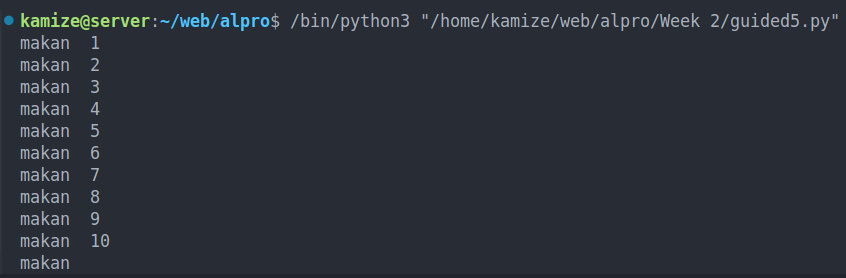 kamize@server:~/web/alpro$ /bin/python3 "/home/kamize/web/alpro/Week 2/guided5.py"
makan  1
makan  2
makan  3
makan  4
makan  5
makan  6
makan  7
makan  8
makan  9
makan  10
makan